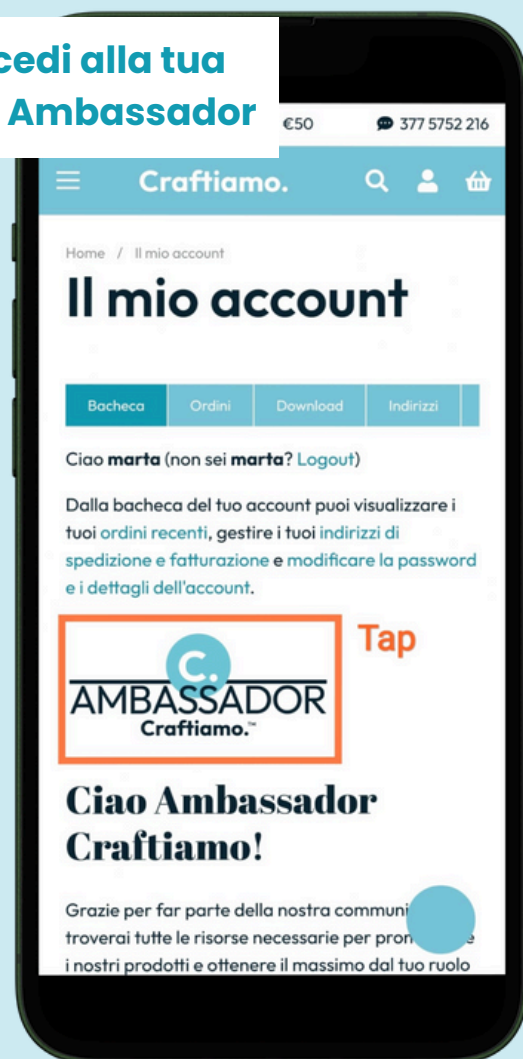 cedi alla tua
Ambassador
€50 377 5752 216
Craftiamo.
Home / Il mio account
Il mio account
Bacheca Ordini Download Indirizzi
Ciao marta (non sei marta? Logout)
Dalla bacheca del tuo account puoi visualizzare i
tuoi ordini recenti, gestire i tuoi indirizzi di
spedizione e fatturazione e modificare la password
e i dettagli dell'account.
Tap
C.
AMBASSADOR
Craftiamo.™
Ciao Ambassador
Craftiamo!
Grazie per far parte della nostra
troverai tutte le risorse necessarie per
i nostri prodotti e ottenere il massimo dal tuo ruolo